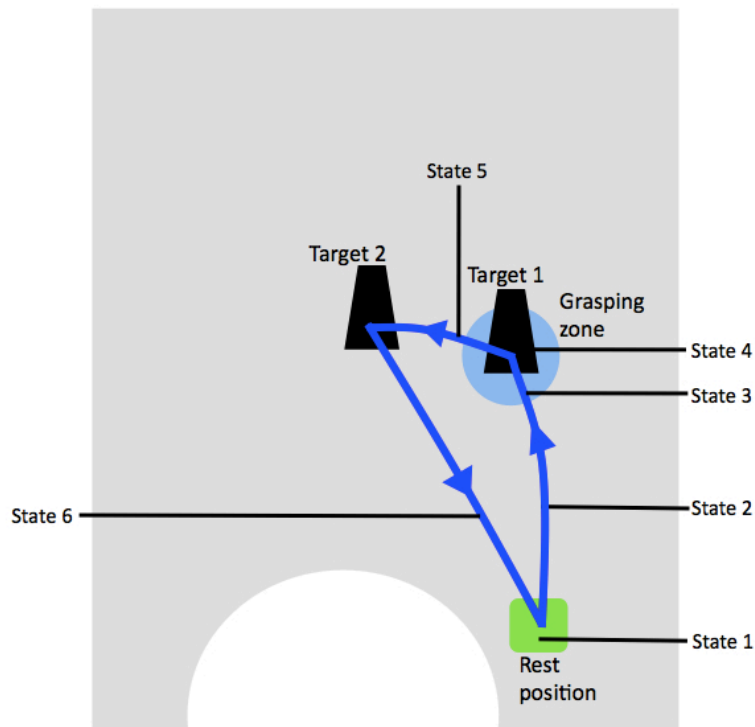 State 5
Target 2
Target 1
Grasping
zone
State 4
State 3
State 2
State 6
State 1
Rest
position